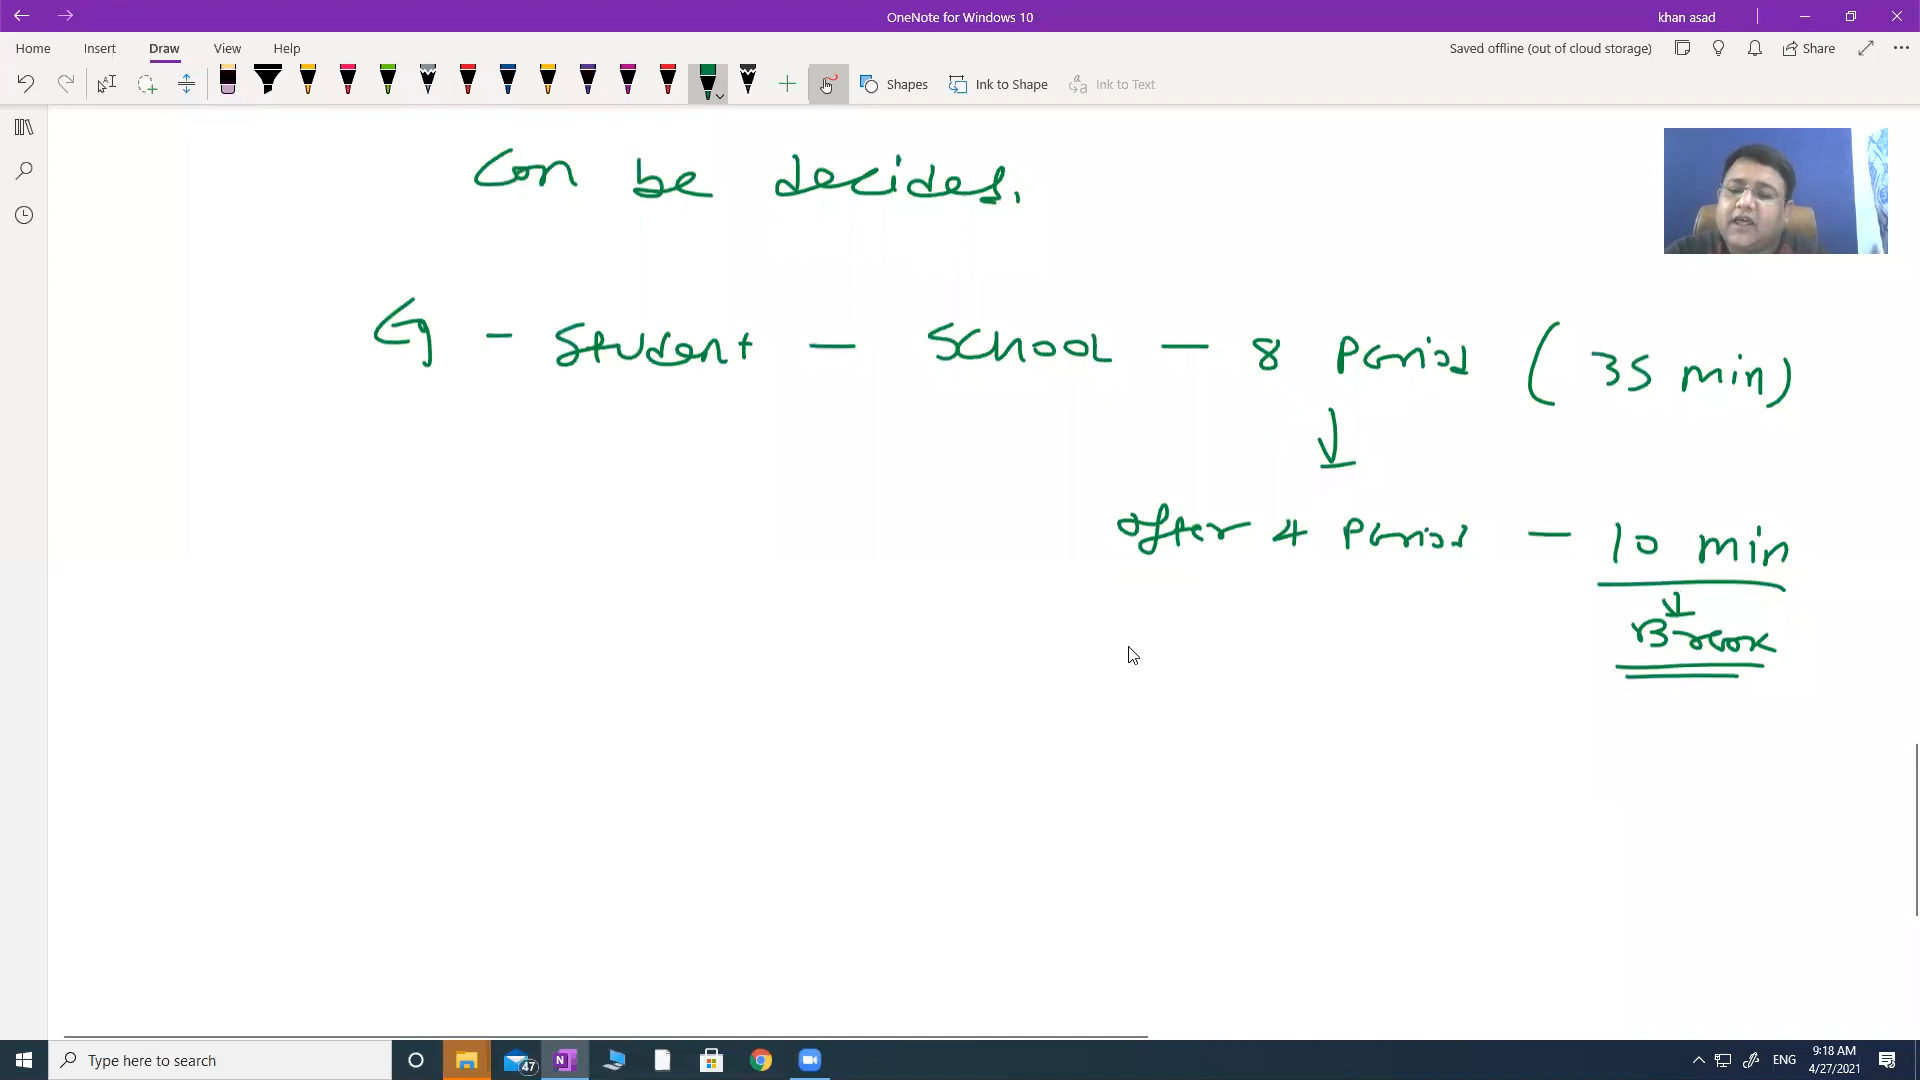 OneNote for Windows 10
khan asad
Home Insert Draw View Help
Saved offline (out of cloud storage)
Share
Shapes Ink to Shape Ink to Text
Can be decides.
Eg - Student - School - 8 Period (35 min)
after 4 Period - 10 min
Break
Type here to search
47
ENG
9:18 AM
4/27/2021